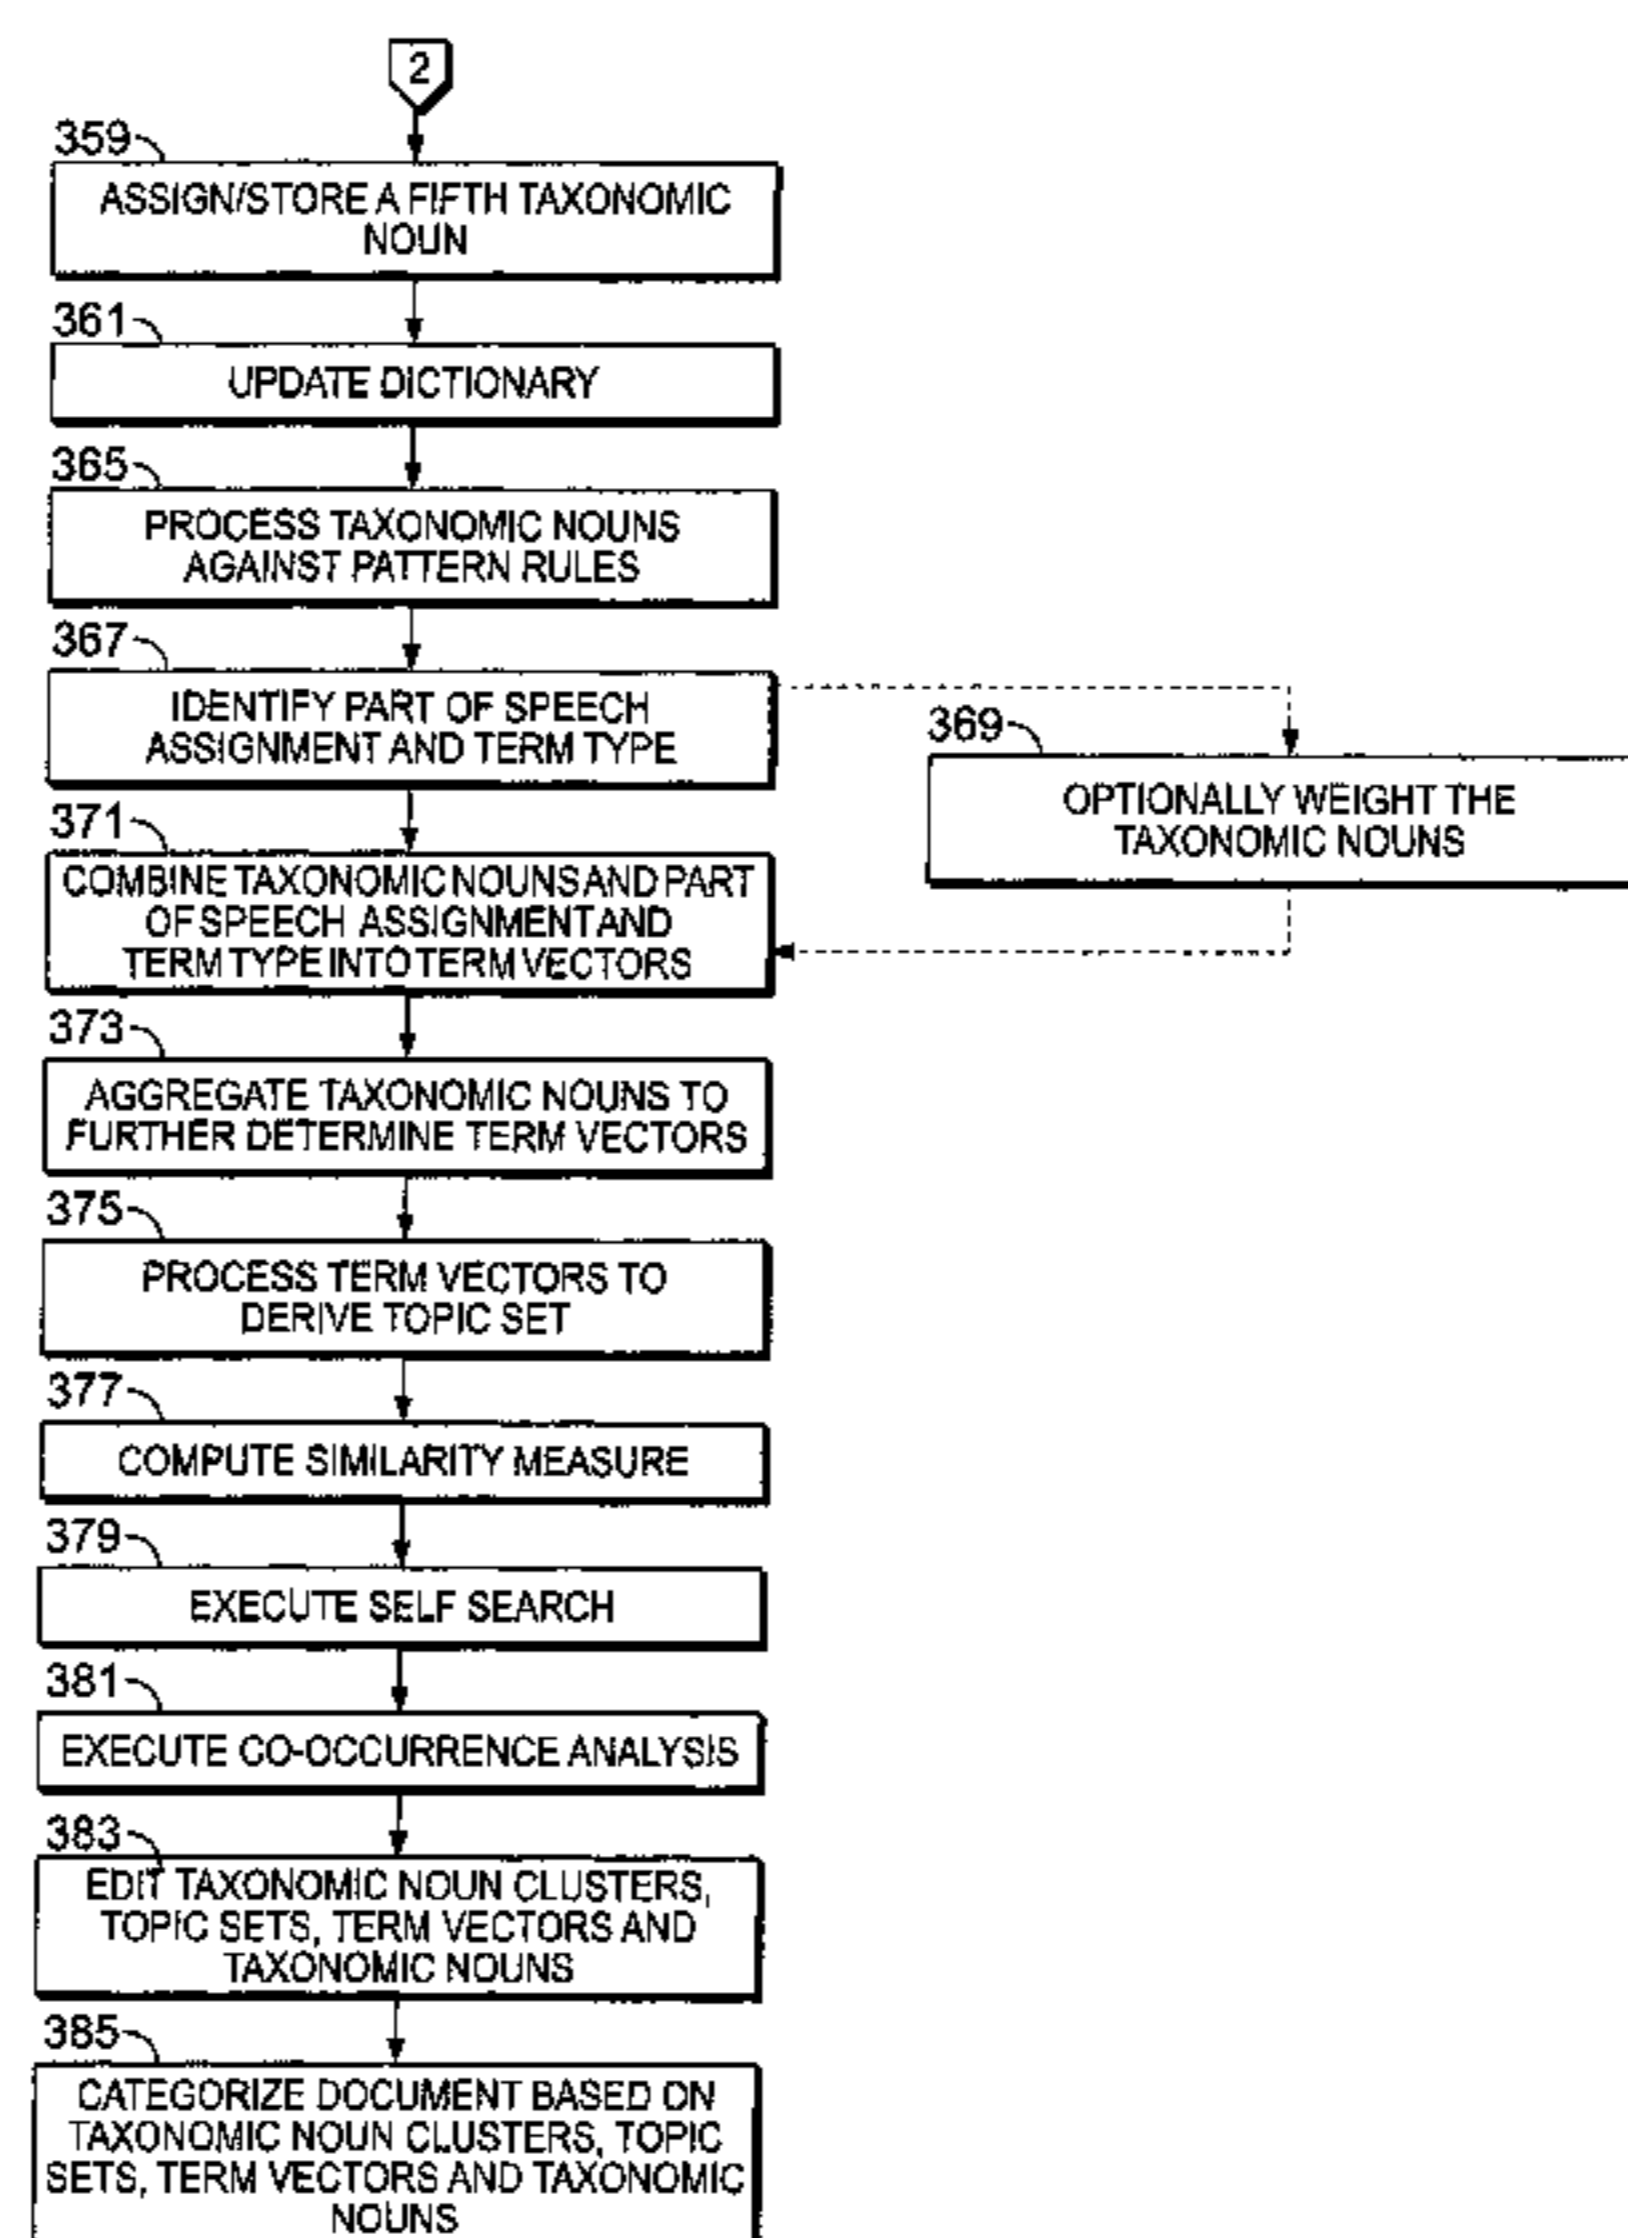 2
359
ASSIGN/STORE A FIFTH TAXONOMIC
NOUN
361
UPDATE DICTIONARY
365
PROCESS TAXONOMIC NOUNS
AGAINST PATTERN RULES
367
IDENTIFY PART OF SPEECH
ASSIGNMENT AND TERM TYPE
369
OPTIONALLY WEIGHT THE
TAXONOMIC NOUNS
371
COMBINE TAXONOMIC NOUNS AND PART
OF SPEECH ASSIGNMENT AND
TERM TYPE INTO TERM VECTORS
373
AGGREGATE TAXONOMIC NOUNS TO
FURTHER DETERMINE TERM VECTORS
375
PROCESS TERM VECTORS TO
DERIVE TOPIC SET
377
COMPUTE SIMILARITY MEASURE
379
EXECUTE SELF SEARCH
381
EXECUTE CO-OCCURRENCE ANALYSIS
383
EDIT TAXONOMIC NOUN CLUSTERS,
TOPIC SETS, TERM VECTORS AND
TAXONOMIC NOUNS
385
CATEGORIZE DOCUMENT BASED ON
TAXONOMIC NOUN CLUSTERS, TOPIC
SETS, TERM VECTORS AND TAXONOMIC
NOUNS